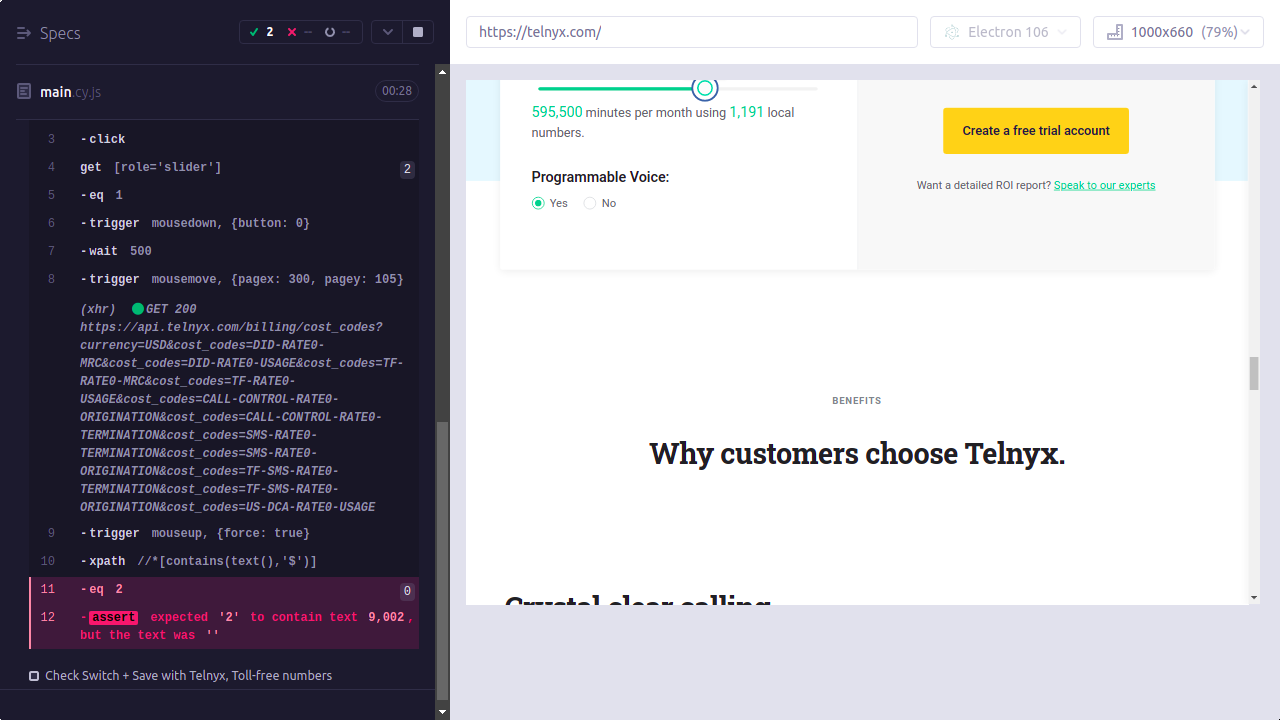 Specs
2
--
--
main.cy.js
00:28
3 -click
4 get [role='slider'] 2
5 -eq 1
6 -trigger mousedown, {button: 0}
7 -wait 500
8 -trigger mousemove, {pagex: 300, pagey: 105}
(xhr) GET 200
https://api.telnyx.com/billing/cost_codes?
currency=USD&cost_codes=DID-RATE0-
MRC&cost_codes=DID-RATE0-USAGE&cost_codes=TF-
RATE0-MRC&cost_codes=TF-RATE0-
USAGE&cost_codes=CALL-CONTROL-RATE0-
ORIGINATION&cost_codes=CALL-CONTROL-RATE0-
TERMINATION&cost_codes=SMS-RATE0-
TERMINATION&cost_codes=SMS-RATE0-
ORIGINATION&cost_codes=TF-SMS-RATE0-
TERMINATION&cost_codes=TF-SMS-RATE0-
ORIGINATION&cost_codes=US-DCA-RATE0-USAGE
9 -trigger mouseup, {force: true}
10 -xpath //*[contains(text(),'$')]
11 -eq 2 0
12 -assert expected '2' to contain text 9,002,
but the text was ''
Check Switch + Save with Telnyx, Toll-free numbers
https://telnyx.com/
Electron 106
1000x660 (79%)
595,500 minutes per month using 1,191 local
numbers.
Programmable Voice:
Yes No
Create a free trial account
Want a detailed ROI report? Speak to our experts
BENEFITS
Why customers choose Telnyx.
Crystal clear calling